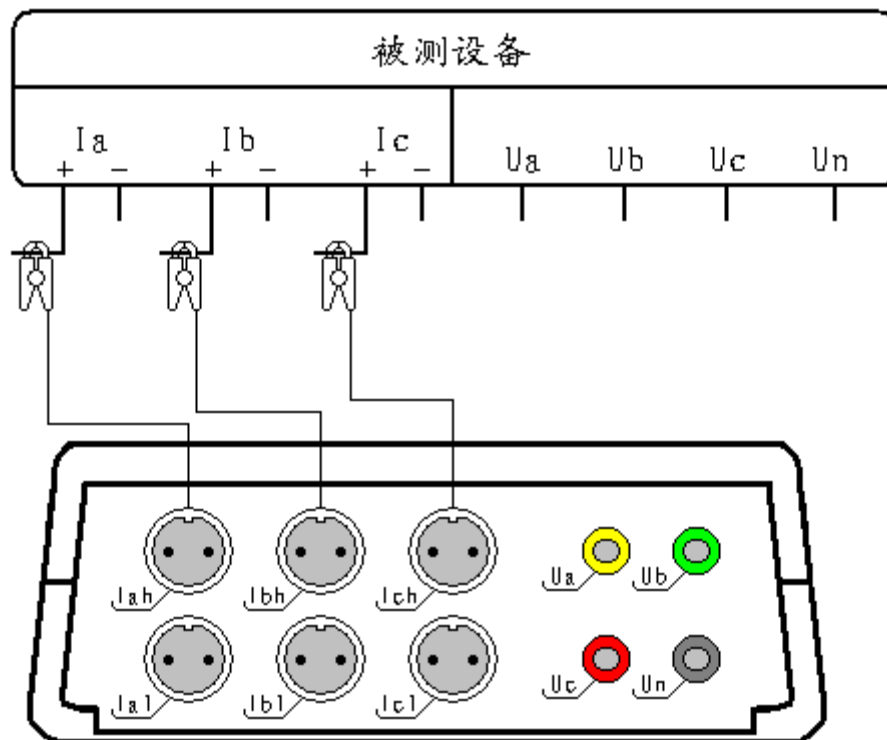 被测设备
Ia Ib Ic
+ - + - + - Ua Ub Uc Un
Iah Ibh Ich Ua Ub
Ial Ibl Icl Uc Un